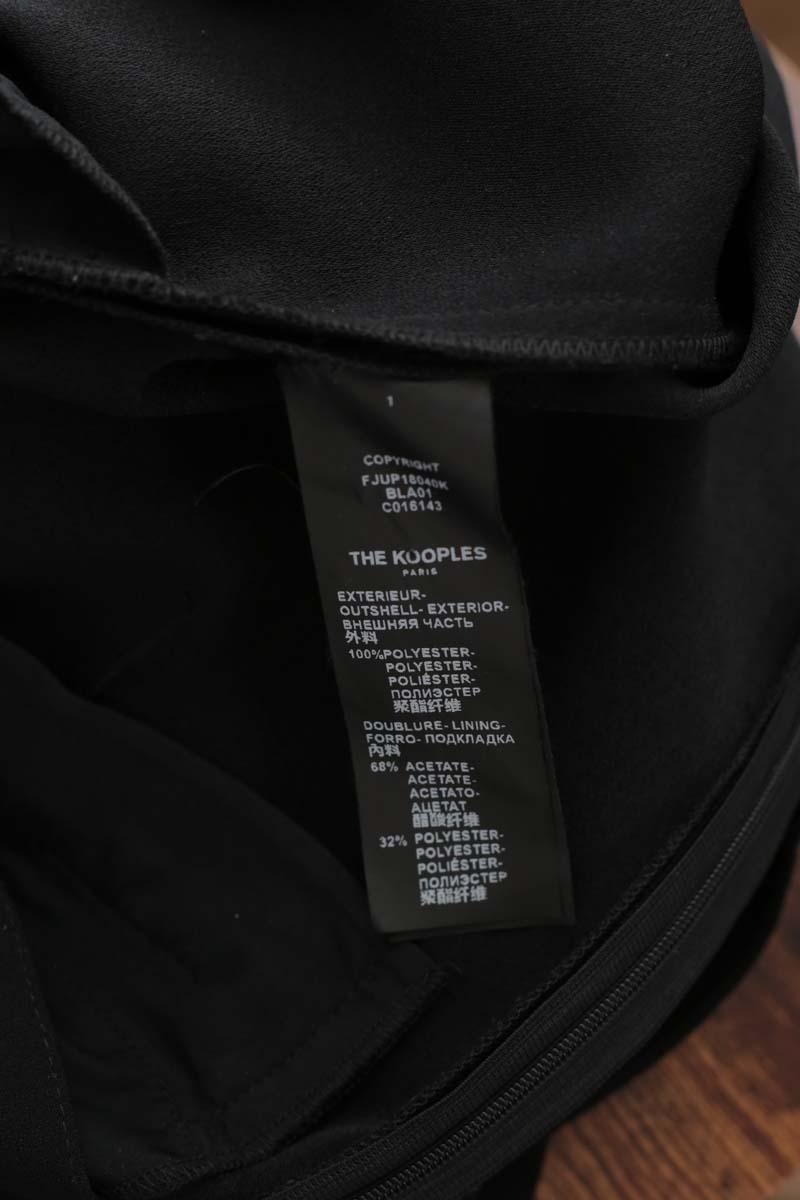 1
COPYRIGHT
FJUP18040K
BLA01
C016143
THE KOOPLES
PARIS
EXTERIEUR-
OUTSHELL- EXTERIOR-
ВНЕШНЯЯ ЧАСТЬ
外料
100%POLYESTER-
POLYESTER-
POLIÉSTER-
ПОЛИЭСТЕР
聚酯纤维
DOUBLURE- LINING-
FORRO- ПОДКЛАДКА
內料
68% ACETATE-
ACETATE-
ACETATO-
АЦЕТАТ
醋酸纤维
32% POLYESTER-
POLYESTER-
POLIÉSTER-
ПОЛИЭСТЕР
聚酯纤维